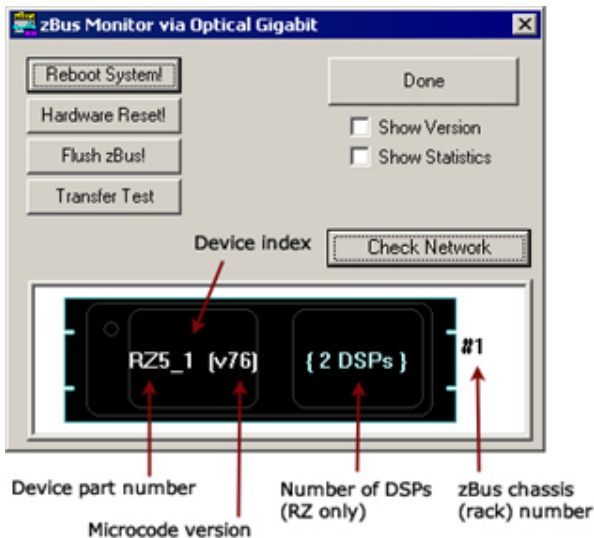 zBus Monitor via Optical Gigabit
Reboot System!
Done
Hardware Reset!
Show Version
Flush zBus!
Show Statistics
Transfer Test
Device index
Check Network
RZ5_1 (v76)
{ 2 DSPs }
#1
Device part number
Number of DSPs
(RZ only)
zBus chassis
(rack) number
Microcode version